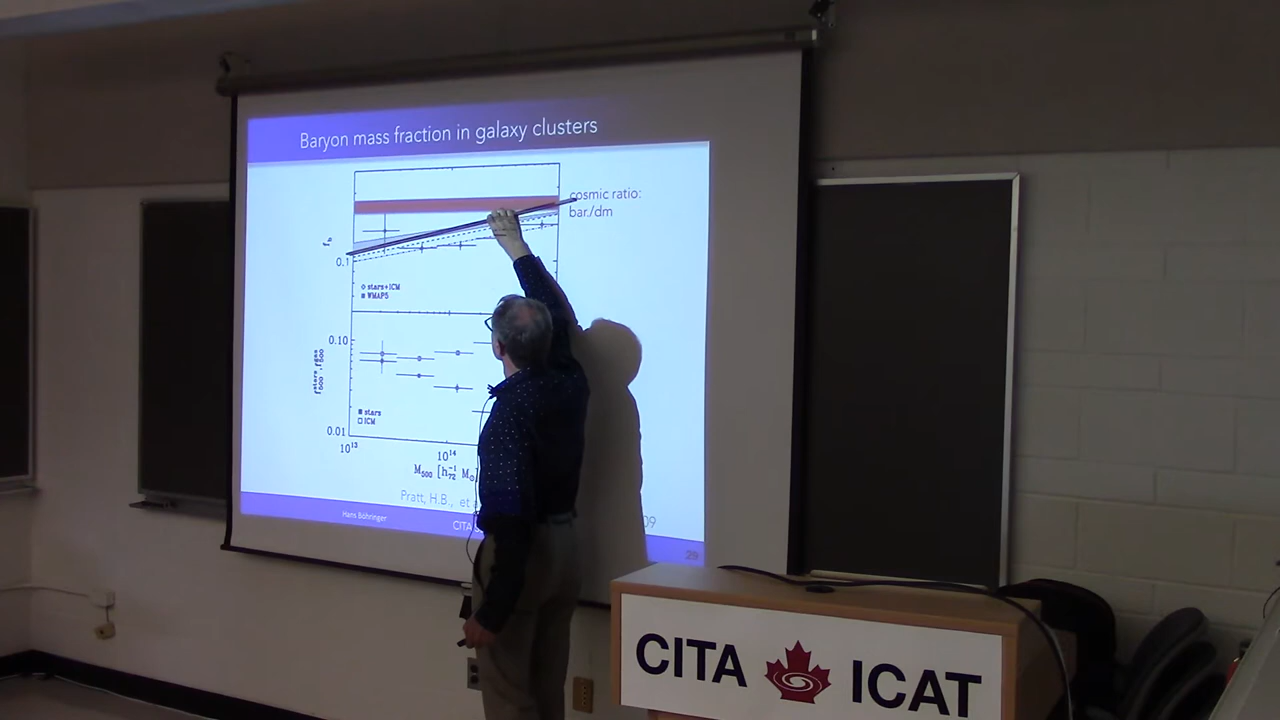 Baryon mass fraction in galaxy clusters
cosmic ratio:
bar./dm
f_b
0.1
stars+ICM
WMAP5
0.10
stars
ICM
0.01
10^13
10^14
M_500 [h_72^-1 M_⊙
Pratt, H.B., et
09
Hans Böhringer
CITA
29
CITA ICAT